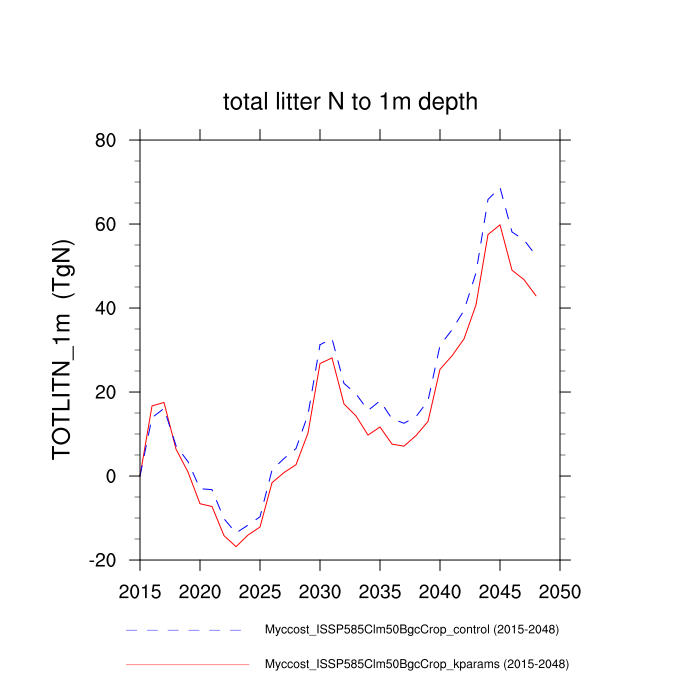 total litter N to 1m depth
TOTLITN_1m (TgN)
80
60
40
20
0
-20
2015 2020 2025 2030 2035 2040 2045 2050
Myccost_ISSP585Clm50BgcCrop_control (2015-2048)
Myccost_ISSP585Clm50BgcCrop_kparams (2015-2048)